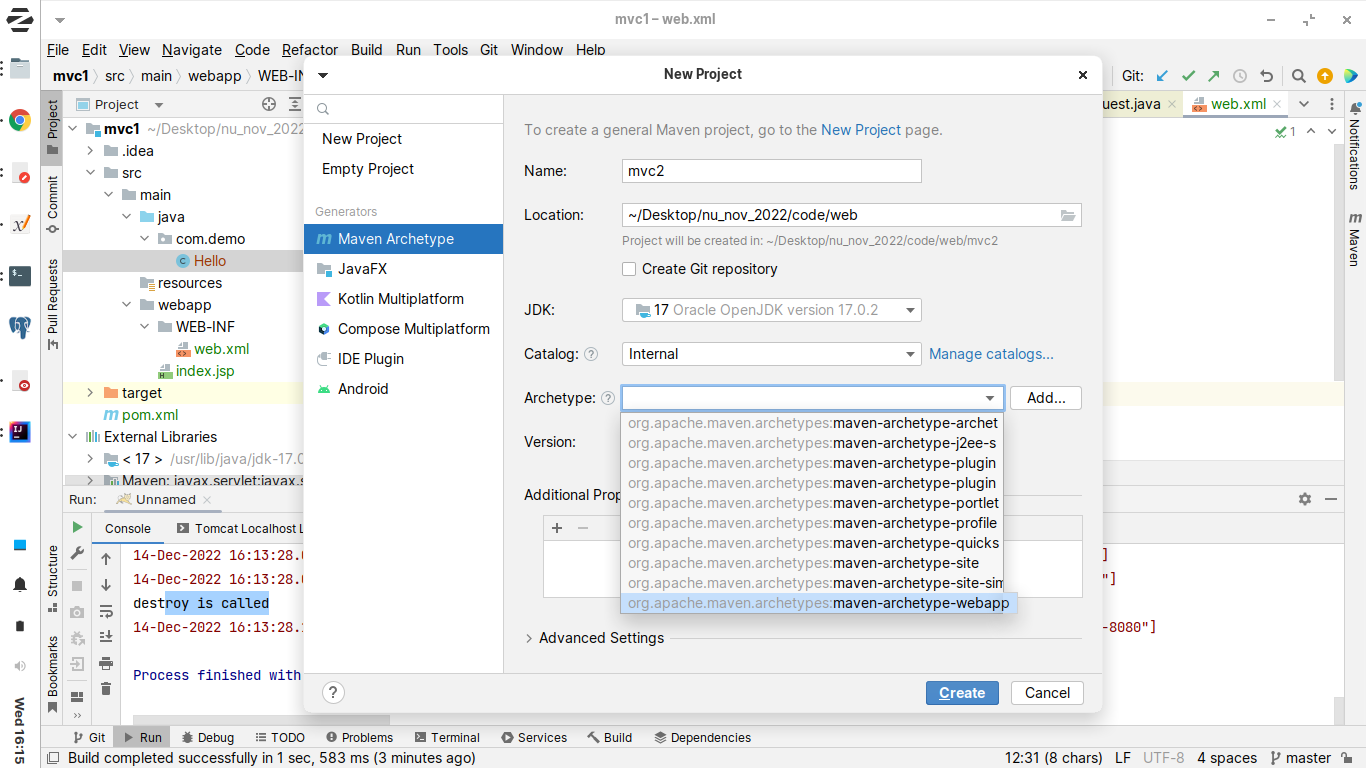 mvc1 – web.xml
File Edit View Navigate Code Refactor Build Run Tools Git Window Help
mvc1 src main webapp
Git:
New Project
Project
uest.java
web.xml
1
mvc1 ~/Desktop/nu_nov_2022
.idea
src
main
java
com.demo
Hello
resources
webapp
WEB-INF
web.xml
index.jsp
target
pom.xml
External Libraries
< 17 > /usr/lib/java/jdk-17.0
Maven: javax.servlet:javax.s
Project
Commit
Pull Requests
Structure
Bookmarks
Notifications
m
Maven
New Project
Empty Project
Generators
m Maven Archetype
JavaFX
Kotlin Multiplatform
Compose Multiplatform
IDE Plugin
Android
To create a general Maven project, go to the New Project page.
Name: mvc2
Location: ~/Desktop/nu_nov_2022/code/web
Project will be created in: ~/Desktop/nu_nov_2022/code/web/mvc2
Create Git repository
JDK: 17 Oracle OpenJDK version 17.0.2
Catalog: ? Internal Manage catalogs...
Archetype: ? Add...
org.apache.maven.archetypes:maven-archetype-archet
org.apache.maven.archetypes:maven-archetype-j2ee-s
Version:
org.apache.maven.archetypes:maven-archetype-plugin
org.apache.maven.archetypes:maven-archetype-plugin
Additional Prop
org.apache.maven.archetypes:maven-archetype-portlet
org.apache.maven.archetypes:maven-archetype-profile
org.apache.maven.archetypes:maven-archetype-quicks
org.apache.maven.archetypes:maven-archetype-site
org.apache.maven.archetypes:maven-archetype-site-sim
org.apache.maven.archetypes:maven-archetype-webapp
Advanced Settings
? Create Cancel
Run: Unnamed
Console Tomcat Localhost L
14-Dec-2022 16:13:28.
14-Dec-2022 16:13:28.
destroy is called
14-Dec-2022 16:13:28.
-8080"]
Process finished with
Git Run Debug TODO Problems Terminal Services Build Dependencies
Build completed successfully in 1 sec, 583 ms (3 minutes ago) 12:31 (8 chars) LF UTF-8 4 spaces master
Wed 16:15